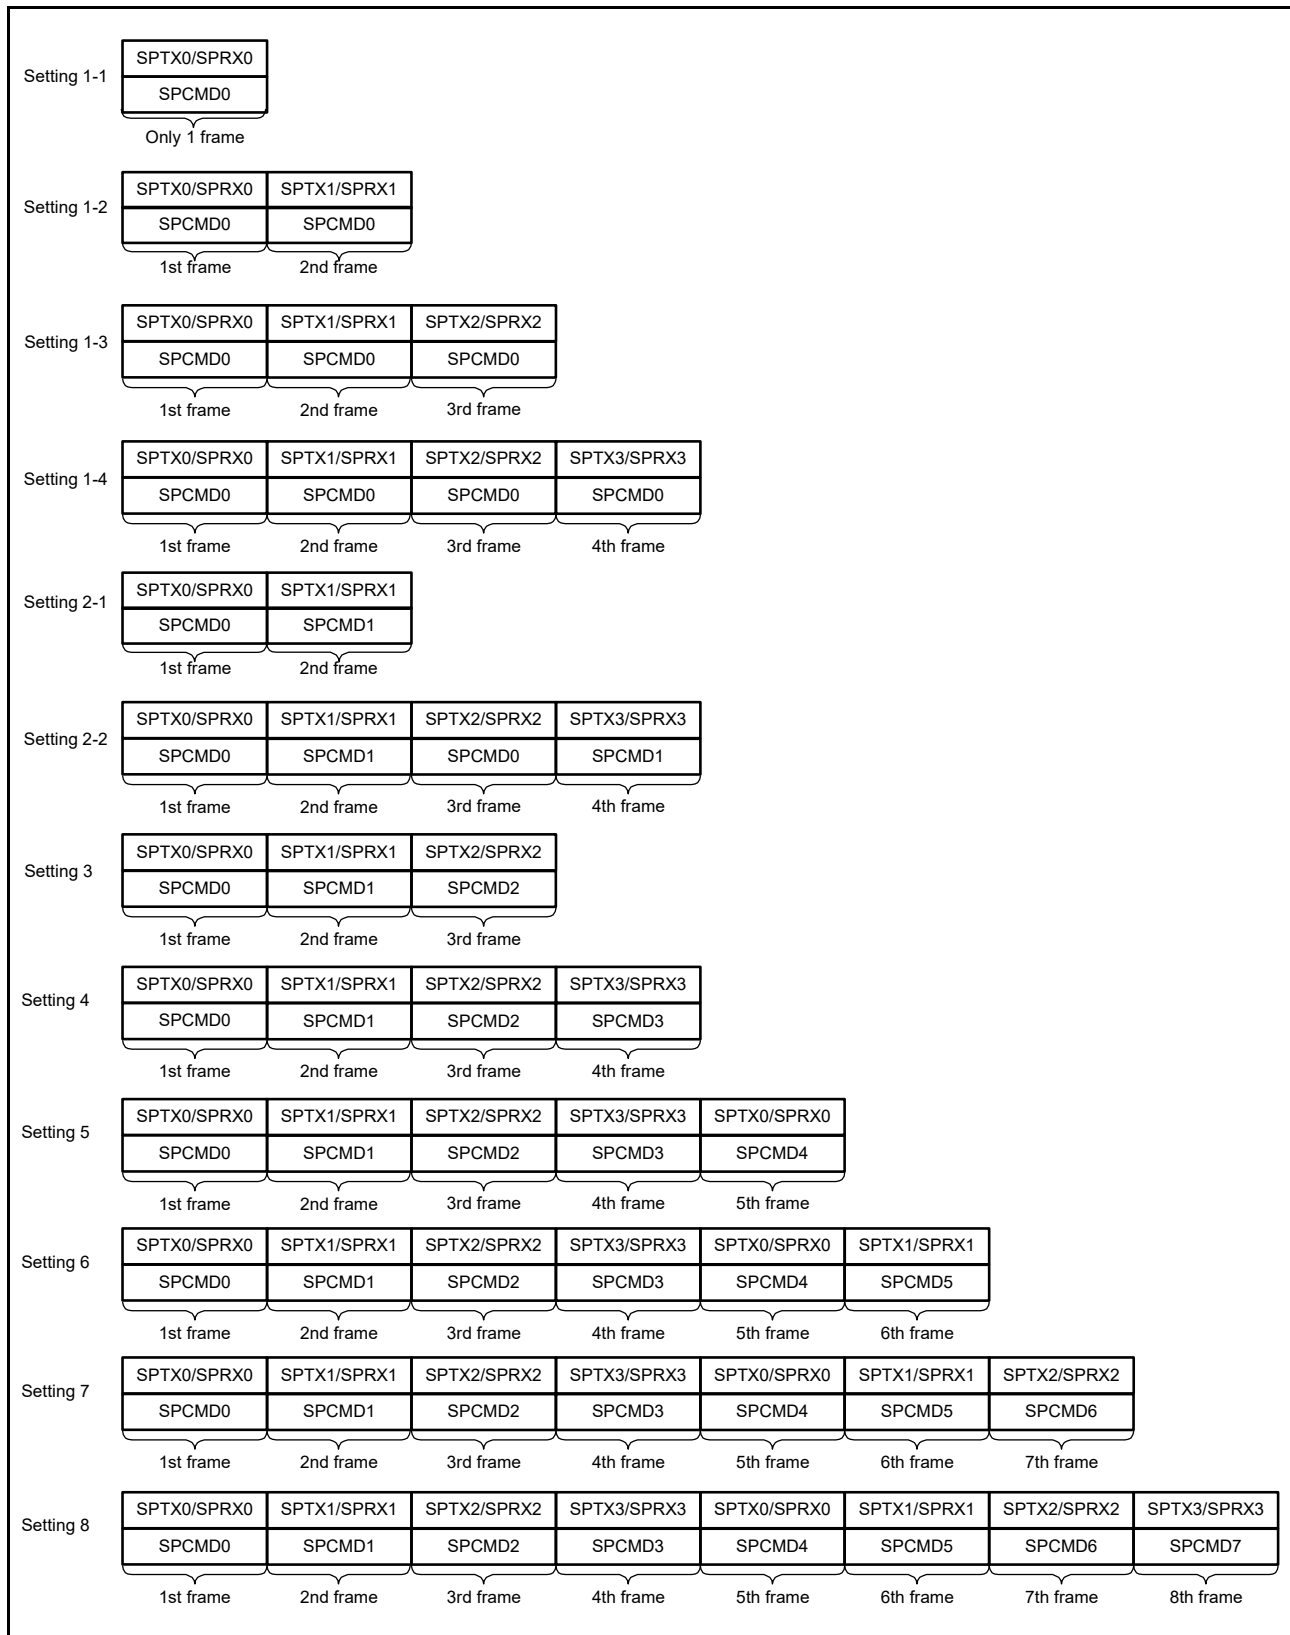 Setting 1-1
SPTX0/SPRX0
SPCMD0
Only 1 frame
Setting 1-2
SPTX0/SPRX0 SPTX1/SPRX1
SPCMD0 SPCMD0
1st frame 2nd frame
Setting 1-3
SPTX0/SPRX0 SPTX1/SPRX1 SPTX2/SPRX2
SPCMD0 SPCMD0 SPCMD0
1st frame 2nd frame 3rd frame
Setting 1-4
SPTX0/SPRX0 SPTX1/SPRX1 SPTX2/SPRX2 SPTX3/SPRX3
SPCMD0 SPCMD0 SPCMD0 SPCMD0
1st frame 2nd frame 3rd frame 4th frame
Setting 2-1
SPTX0/SPRX0 SPTX1/SPRX1
SPCMD0 SPCMD1
1st frame 2nd frame
Setting 2-2
SPTX0/SPRX0 SPTX1/SPRX1 SPTX2/SPRX2 SPTX3/SPRX3
SPCMD0 SPCMD1 SPCMD0 SPCMD1
1st frame 2nd frame 3rd frame 4th frame
Setting 3
SPTX0/SPRX0 SPTX1/SPRX1 SPTX2/SPRX2
SPCMD0 SPCMD1 SPCMD2
1st frame 2nd frame 3rd frame
Setting 4
SPTX0/SPRX0 SPTX1/SPRX1 SPTX2/SPRX2 SPTX3/SPRX3
SPCMD0 SPCMD1 SPCMD2 SPCMD3
1st frame 2nd frame 3rd frame 4th frame
Setting 5
SPTX0/SPRX0 SPTX1/SPRX1 SPTX2/SPRX2 SPTX3/SPRX3 SPTX0/SPRX0
SPCMD0 SPCMD1 SPCMD2 SPCMD3 SPCMD4
1st frame 2nd frame 3rd frame 4th frame 5th frame
Setting 6
SPTX0/SPRX0 SPTX1/SPRX1 SPTX2/SPRX2 SPTX3/SPRX3 SPTX0/SPRX0 SPTX1/SPRX1
SPCMD0 SPCMD1 SPCMD2 SPCMD3 SPCMD4 SPCMD5
1st frame 2nd frame 3rd frame 4th frame 5th frame 6th frame
Setting 7
SPTX0/SPRX0 SPTX1/SPRX1 SPTX2/SPRX2 SPTX3/SPRX3 SPTX0/SPRX0 SPTX1/SPRX1 SPTX2/SPRX2
SPCMD0 SPCMD1 SPCMD2 SPCMD3 SPCMD4 SPCMD5 SPCMD6
1st frame 2nd frame 3rd frame 4th frame 5th frame 6th frame 7th frame
Setting 8
SPTX0/SPRX0 SPTX1/SPRX1 SPTX2/SPRX2 SPTX3/SPRX3 SPTX0/SPRX0 SPTX1/SPRX1 SPTX2/SPRX2 SPTX3/SPRX3
SPCMD0 SPCMD1 SPCMD2 SPCMD3 SPCMD4 SPCMD5 SPCMD6 SPCMD7
1st frame 2nd frame 3rd frame 4th frame 5th frame 6th frame 7th frame 8th frame